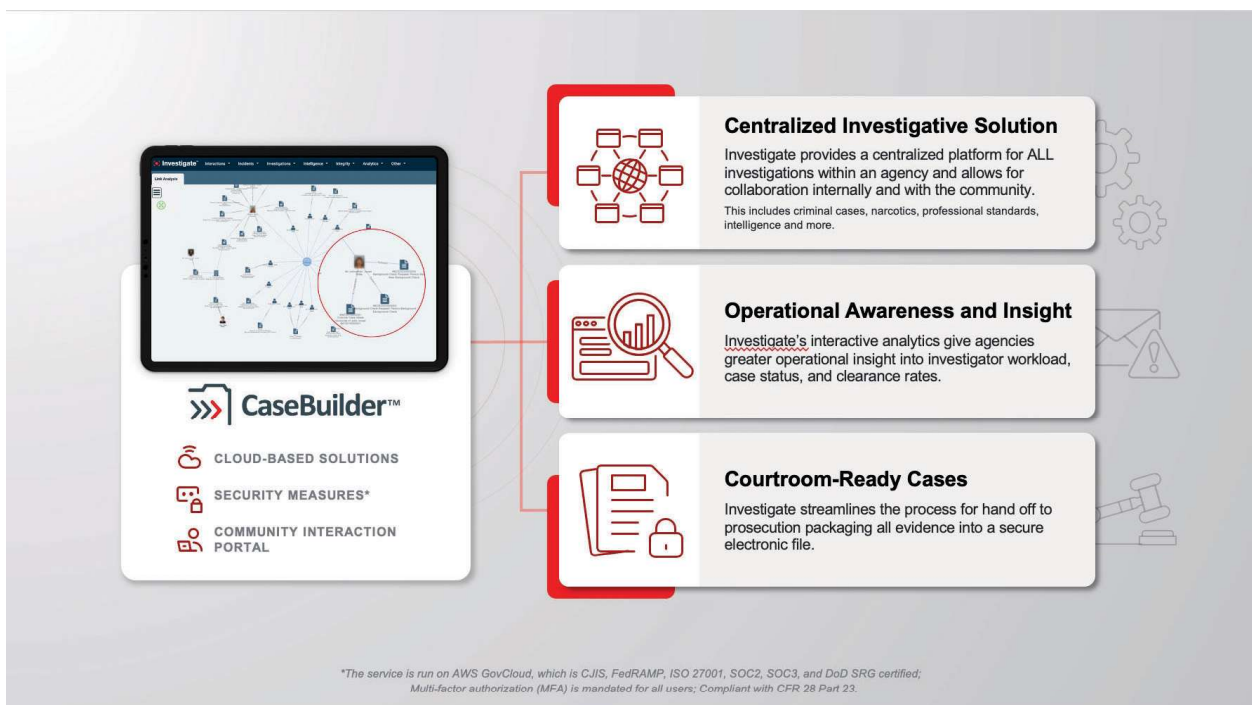 Investigate
Interactions Incidents Investigations Intelligence Integrity Analytics Other
Link Analysis
CaseBuilder™
CLOUD-BASED SOLUTIONS
SECURITY MEASURES*
COMMUNITY INTERACTION
PORTAL
Centralized Investigative Solution
Investigate provides a centralized platform for ALL
investigations within an agency and allows for
collaboration internally and with the community.
This includes criminal cases, narcotics, professional standards,
intelligence and more.
Operational Awareness and Insight
Investigate's interactive analytics give agencies
greater operational insight into investigator workload,
case status, and clearance rates.
Courtroom-Ready Cases
Investigate streamlines the process for hand off to
prosecution packaging all evidence into a secure
electronic file.
*The service is run on AWS GovCloud, which is CJIS, FedRAMP, ISO 27001, SOC2, SOC3, and DoD SRG certified;
Multi-factor authorization (MFA) is mandated for all users; Compliant with CFR 28 Part 23.